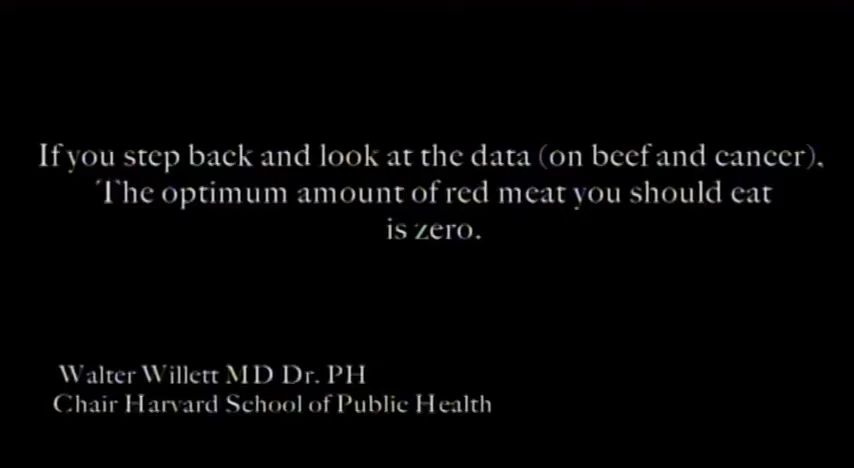 If you step back and look at the data (on beef and cancer).
The optimum amount of red meat you should eat
is zero.
Walter Willett MD Dr. PH
Chair Harvard School of Public Health